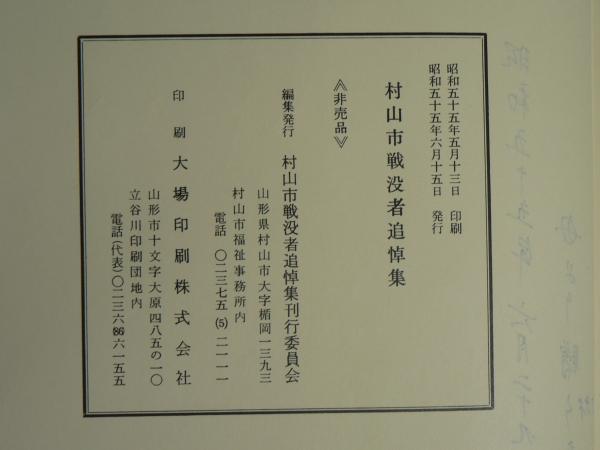 昭和五十五年五月十三日　印刷
昭和五十五年六月十五日　発行
村山市戦没者追悼集
≪非売品≫
編集発行　村山市戦没者追悼集刊行委員会
山形県村山市大字楯岡一三九三
村山市福祉事務所内
電話　〇二三七五(5)二一一一
印刷　大場印刷株式会社
山形市十文字大原四八五の一〇
立谷川印刷団地内
電話(代表)〇二三六86六一五五